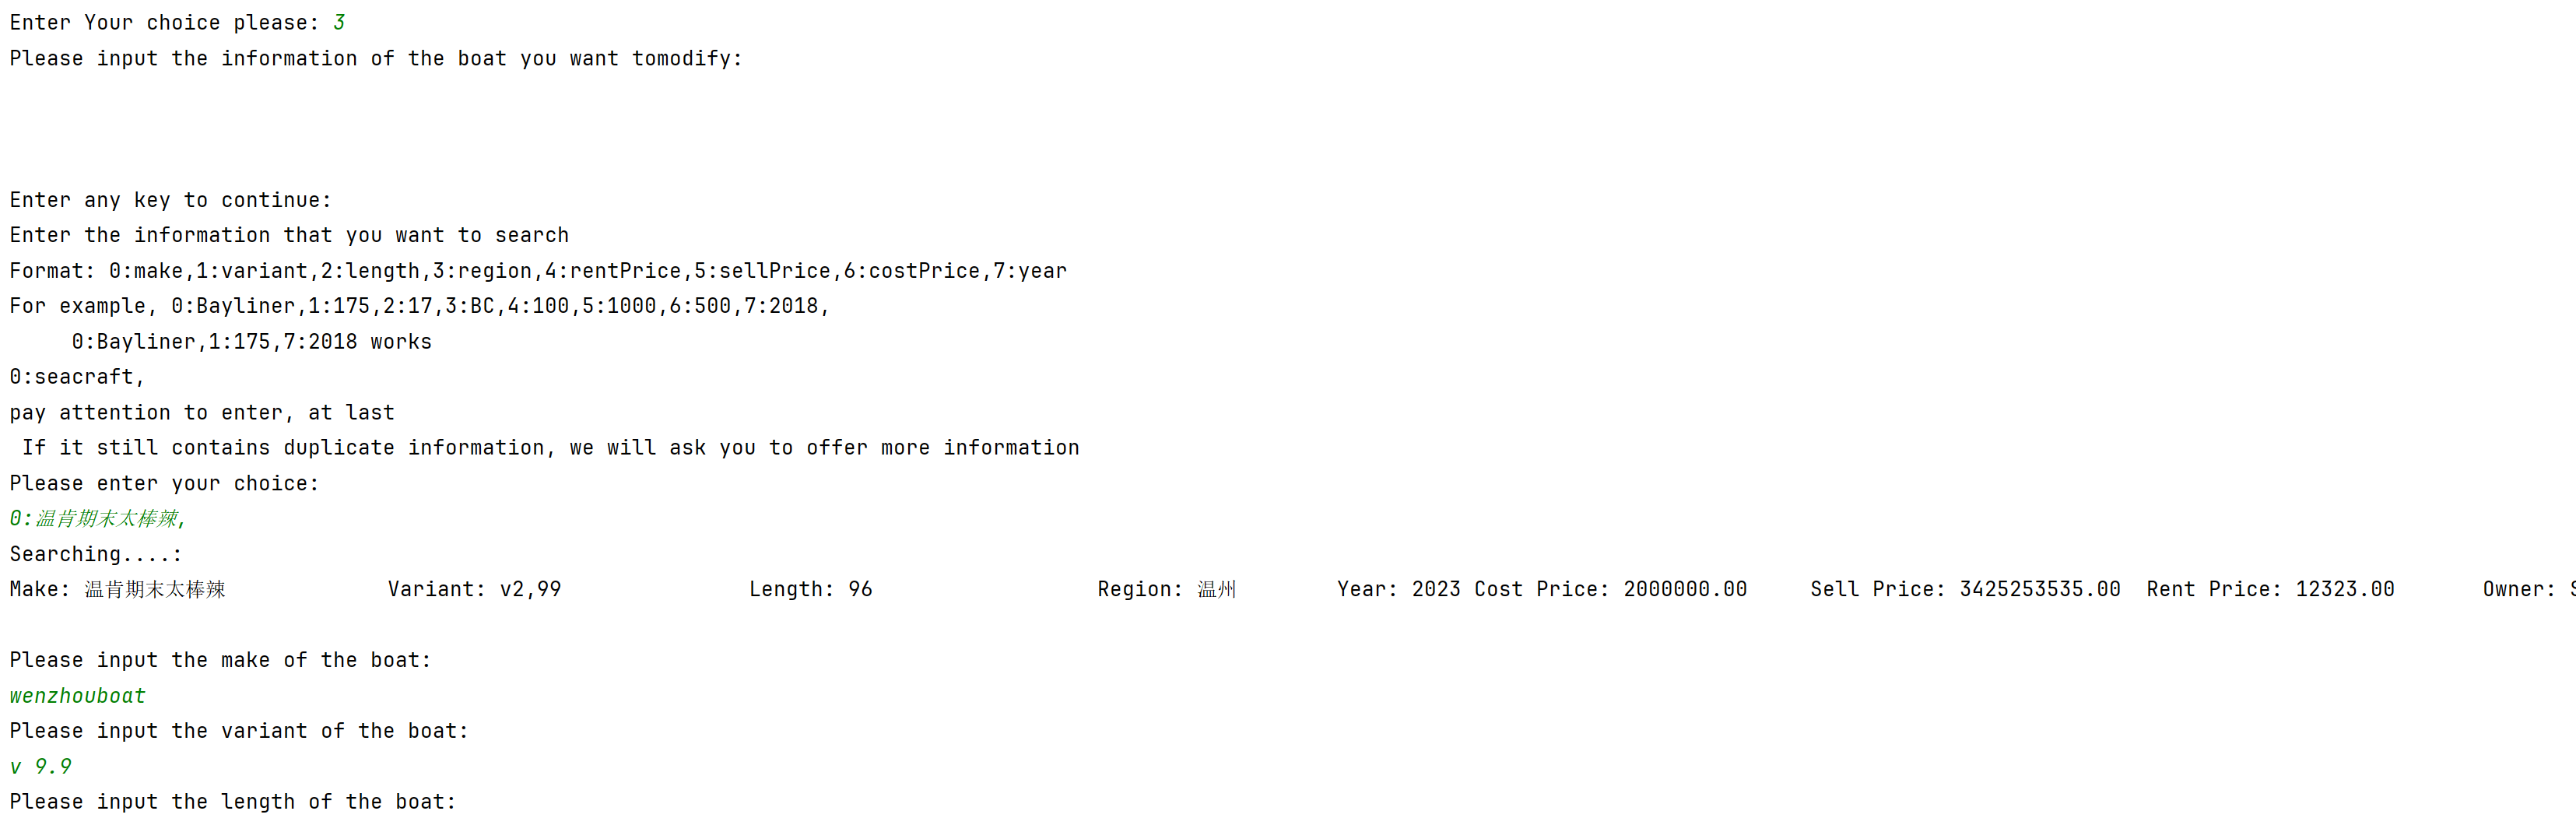 Enter Your choice please: 3
Please input the information of the boat you want tomodify:
Enter any key to continue:
Enter the information that you want to search
Format: 0:make,1:variant,2:length,3:region,4:rentPrice,5:sellPrice,6:costPrice,7:year
For example, 0:Bayliner,1:175,2:17,3:BC,4:100,5:1000,6:500,7:2018,
0:Bayliner,1:175,7:2018 works
0:seacraft,
pay attention to enter, at last
If it still contains duplicate information, we will ask you to offer more information
Please enter your choice:
0:温肯期末太棒辣,
Searching....:
Make: 温肯期末太棒辣 Variant: v2,99 Length: 96 Region: 温州 Year: 2023 Cost Price: 2000000.00 Sell Price: 3425253535.00 Rent Price: 12323.00 Owner:
Please input the make of the boat:
wenzhouboat
Please input the variant of the boat:
v 9.9
Please input the length of the boat: